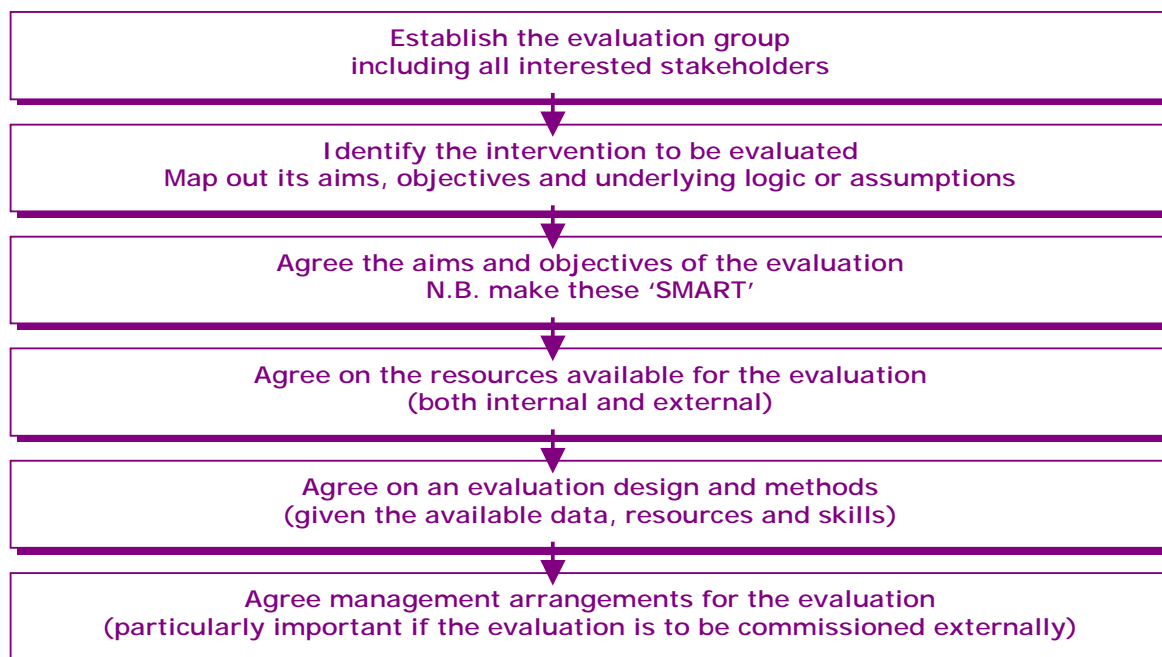 Establish the evaluation group
including all interested stakeholders
Identify the intervention to be evaluated
Map out its aims, objectives and underlying logic or assumptions
Agree the aims and objectives of the evaluation
N.B. make these ‘SMART’
Agree on the resources available for the evaluation
(both internal and external)
Agree on an evaluation design and methods
(given the available data, resources and skills)
Agree management arrangements for the evaluation
(particularly important if the evaluation is to be commissioned externally)